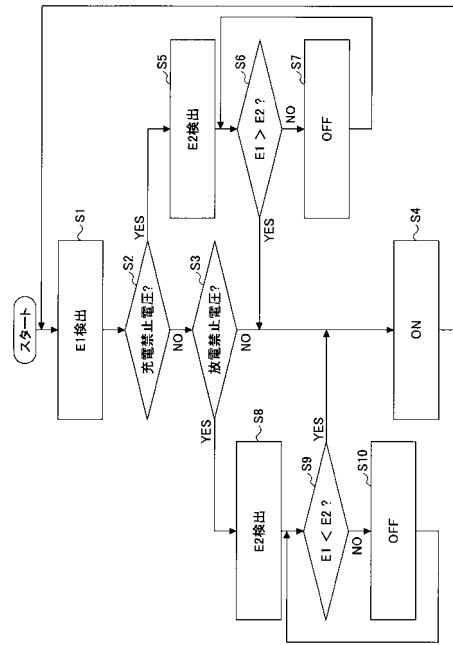 スタート
S1
E1検出
S2
充電禁止電圧?
YES
NO
S3
放電禁止電圧?
YES
NO
S4
ON
S5
E2検出
S6
E1 > E2 ?
YES
NO
S7
OFF
S8
E2検出
S9
E1 < E2 ?
YES
NO
S10
OFF